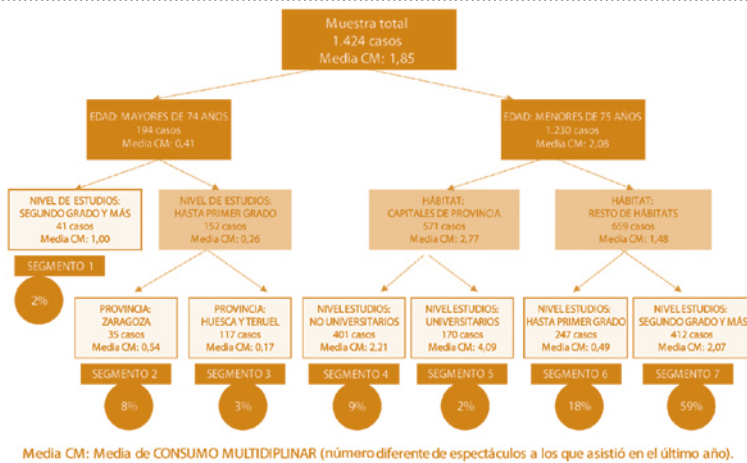 Muestra total
1.424 casos
Media CM: 1,85
EDAD: MAYORES DE 74 AÑOS
194 casos
Media CM: 0,41
EDAD: MENORES DE 75 AÑOS
1.230 casos
Media CM: 2,08
NIVEL DE ESTUDIOS:
SEGUNDO GRADO Y MÁS
41 casos
Media CM: 1,00
NIVEL DE ESTUDIOS:
HASTA PRIMER GRADO
152 casos
Media CM: 0,26
HÁBITAT:
CAPITALES DE PROVINCIA
571 casos
Media CM: 2,77
HÁBITAT:
RESTO DE HÁBITATS
659 casos
Media CM: 1,48
SEGMENTO 1
2%
PROVINCIA:
ZARAGOZA
35 casos
Media CM: 0,54
PROVINCIA:
HUESCA Y TERUEL
117 casos
Media CM: 0,17
NIVEL ESTUDIOS:
NO UNIVERSITARIOS
401 casos
Media CM: 2,21
NIVEL ESTUDIOS:
UNIVERSITARIOS
170 casos
Media CM: 4,09
NIVEL ESTUDIOS:
HASTA PRIMER GRADO
247 casos
Media CM: 0,49
NIVEL ESTUDIOS:
SEGUNDO GRADO Y MÁS
412 casos
Media CM: 2,07
SEGMENTO 2
SEGMENTO 3
SEGMENTO 4
SEGMENTO 5
SEGMENTO 6
SEGMENTO 7
8%
3%
9%
2%
18%
59%
Media CM: Media de CONSUMO MULTIDIPLINAR (número diferente de espectáculos a los que asistió en el último año).